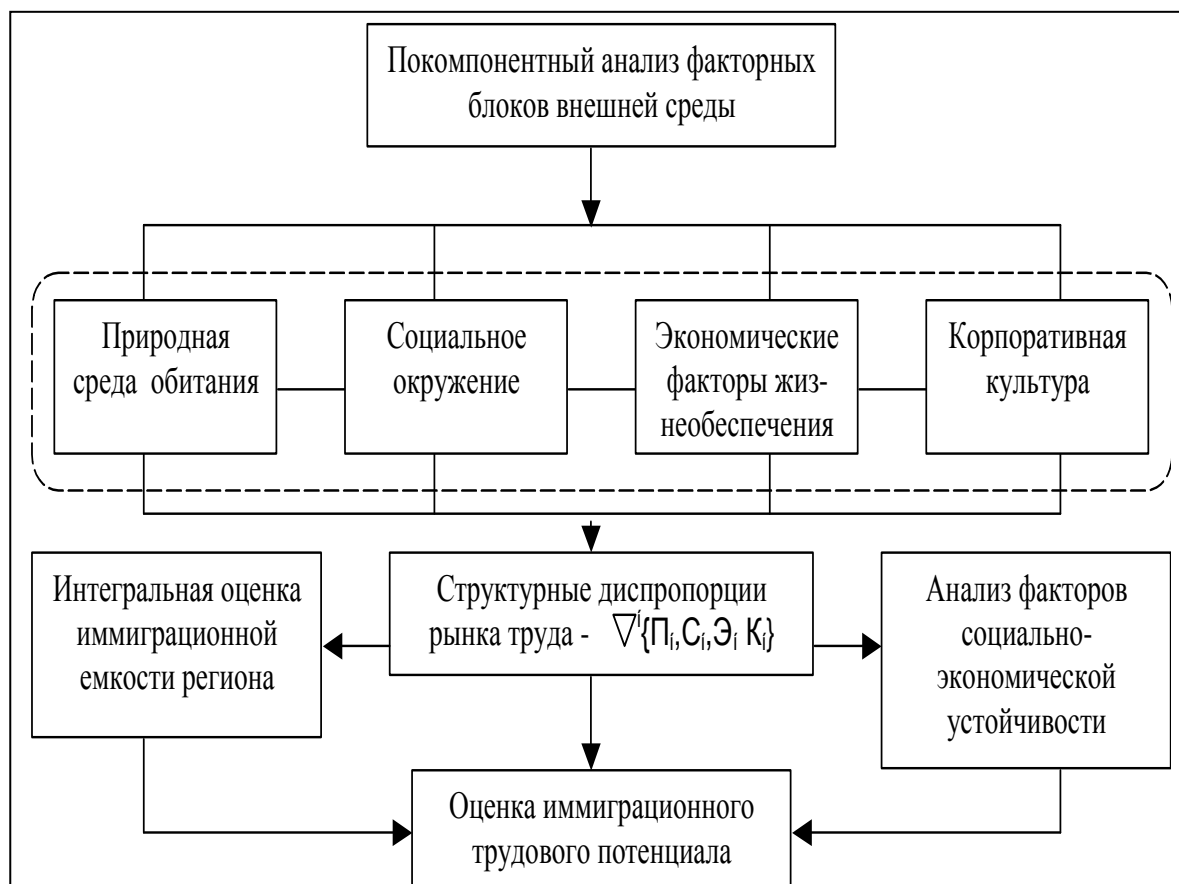 Покомпонентный анализ факторных
блоков внешней среды
Природная
среда обитания
Социальное
окружение
Экономические
факторы жиз-
необеспечения
Корпоративная
культура
Интегральная оценка
иммиграционной
емкости региона
Структурные диспропорции
рынка труда - ▽ⁱ{Пᵢ,Сᵢ,Эᵢ Кᵢ}
Анализ факторов
социально-
экономической
устойчивости
Оценка иммиграционного
трудового потенциала